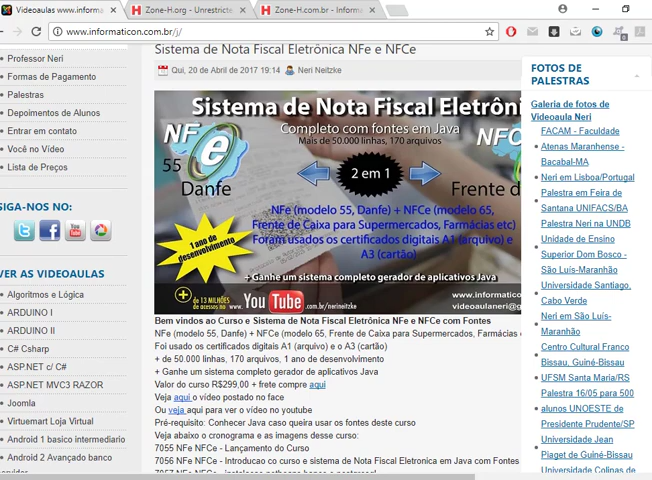 Videoaulas www.inform
Zone-H.org - Unrestricte
Zone-H.com.br - Inform
www.informaticon.com.br/j/
Professor Neri
Formas de Pagamento
Palestras
Depoimentos de Alunos
Entrar em contato
Você no Vídeo
Lista de Preços
SIGA-NOS NO:
You
Tube
VER AS VIDEOAULAS
Algoritmos e Lógica
ARDUINO I
ARDUINO II
C# Csharp
ASP.NET c/ C#
ASP.NET MVC3 RAZOR
Joomla
Virtuemart Loja Virtual
Android 1 basico intermediario
Android 2 Avançado banco
servidor
Sistema de Nota Fiscal Eletrônica NFe e NFCe
Qui, 20 de Abril de 2017 19:14
Neri Neitzke
Sistema de Nota Fiscal Eletrôni
Completo com fontes em Java
Mais de 50.000 linhas, 170 arquivos
NF e
55
Danfe
2 em 1
NFC
Frente d
NFe (modelo 55, Danfe) + NFCe (modelo 65,
Frente de Caixa para Supermercados, Farmácias etc)
Foram usados os certificados digitais A1 (arquivo) e
A3 (cartão)
1 ano de
desenvolvimento
+ Ganhe um sistema completo gerador de aplicativos Java
+ de 13 MILHÕES
de acessos no
You Tube .com.br/nerineitzke
www.informaticon
videoaulaneri@g
Bem vindos ao Curso e Sistema de Nota Fiscal Eletrônica NFe e NFCe com Fontes
NFe (modelo 55, Danfe) + NFCe (modelo 65, Frente de Caixa para Supermercados, Farmácias e
Foi usado os certificados digitais A1 (arquivo) e o A3 (cartão)
+ de 50.000 linhas, 170 arquivos, 1 ano de desenvolvimento
+ Ganhe um sistema completo gerador de aplicativos Java
Valor do curso R$299,00 + frete compre aqui
Veja aqui o vídeo postado no face
Ou veja aqui para ver o vídeo no youtube
Pré-requisito: Conhecer Java caso queira usar os fontes deste curso
Veja abaixo o cronograma e as imagens desse curso:
7055 NFe NFCe - Lançamento do Curso
7056 NFe NFCe - Introducao co curso e sistema de Nota Fiscal Eletronica em Java com Fontes
FOTOS DE
PALESTRAS
Galeria de fotos de
Videoaula Neri
FACAM - Faculdade
Atenas Maranhense -
Bacabal-MA
Neri em Lisboa/Portugal
Palestra em Feira de
Santana UNIFACS/BA
Palestra Neri na UNDB
Unidade de Ensino
Superior Dom Bosco -
São Luís-Maranhão
Universidade Santiago,
Cabo Verde
Neri em São Luís-
Maranhão
Centro Cultural Franco
Bissau, Guiné-Bissau
UFSM Santa Maria/RS
Palestra 16/05 para 500
alunos UNOESTE de
Presidente Prudente/SP
Universidade Jean
Piaget de Guiné-Bissau
Universidade Colinas de